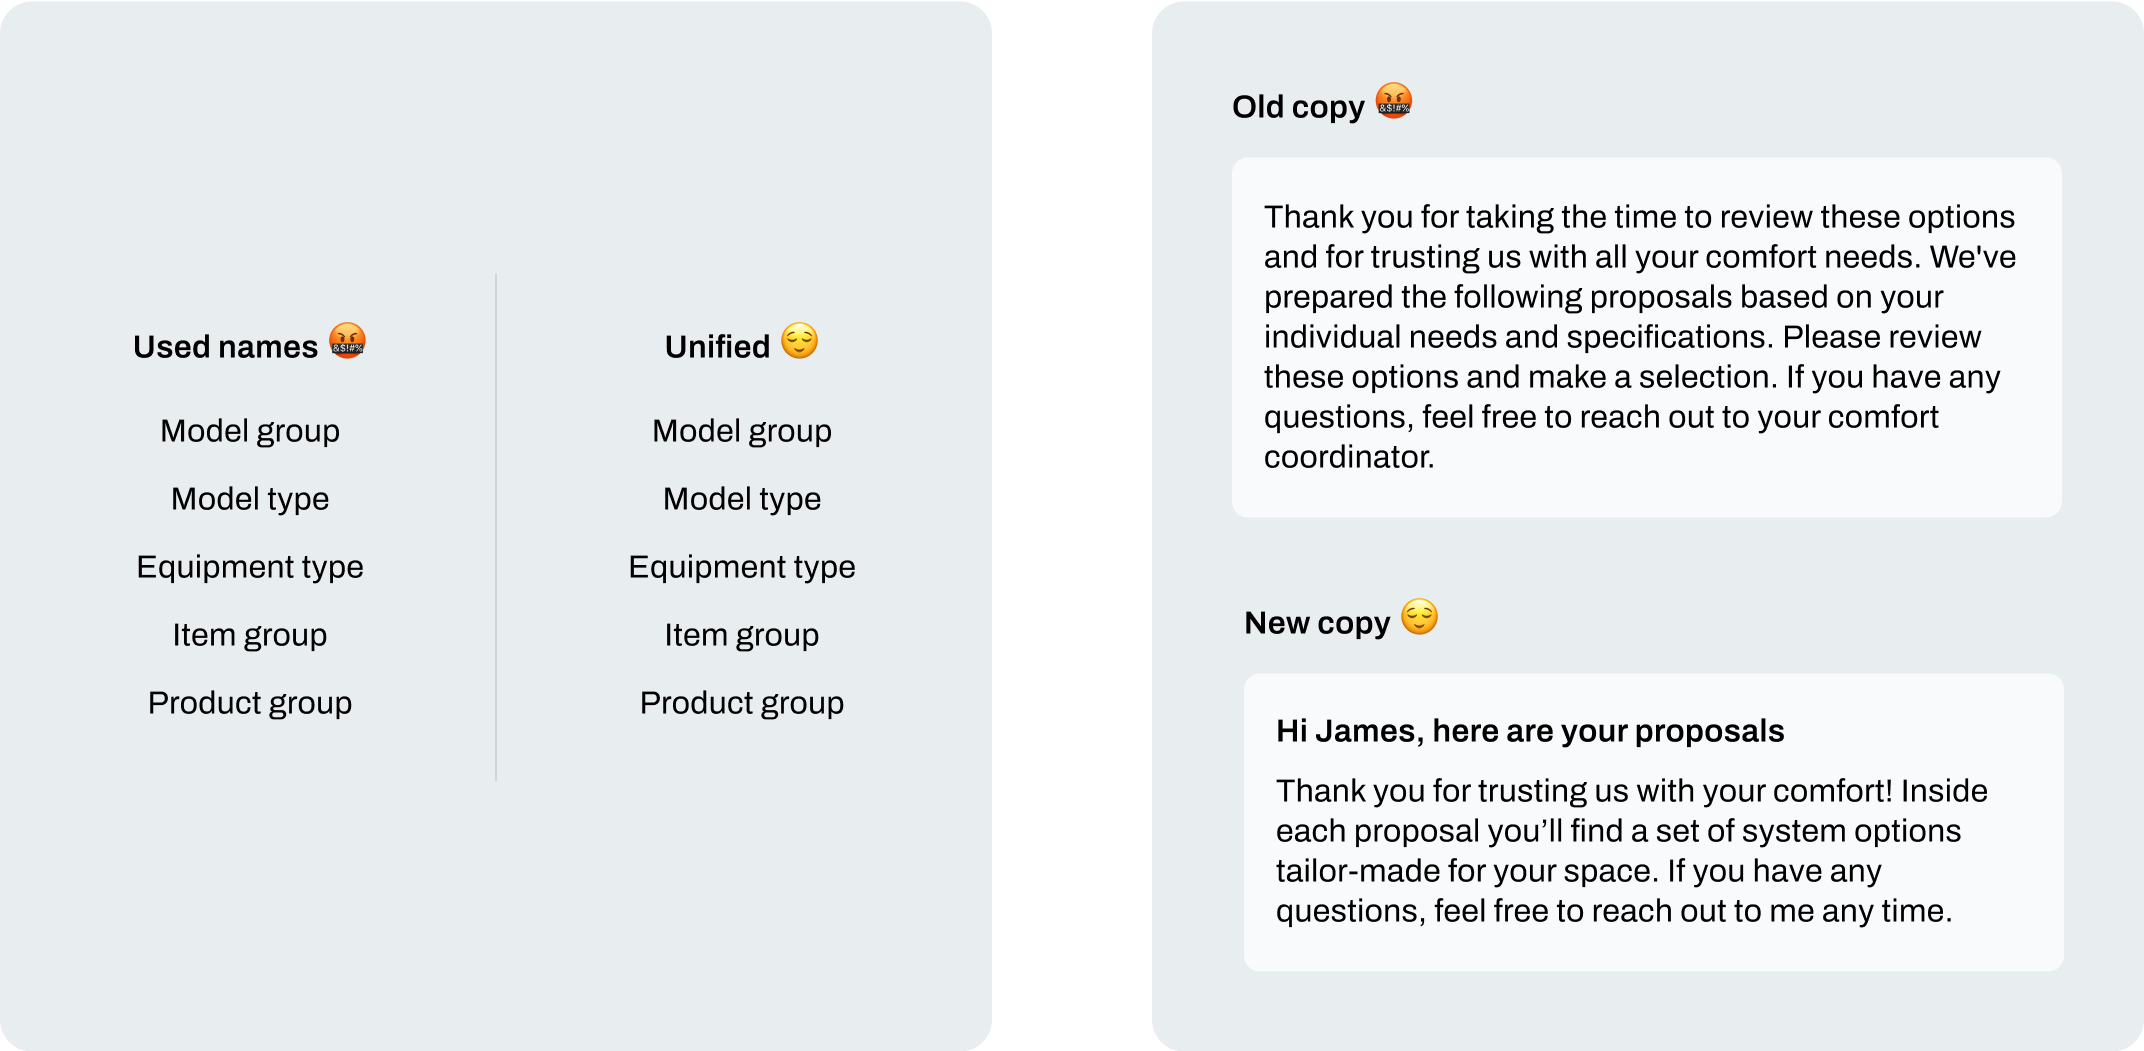 Used names 🤬
Model group
Model type
Equipment type
Item group
Product group
Unified 😌
Model group
Model type
Equipment type
Item group
Product group
Old copy 🤬
Thank you for taking the time to review these options
and for trusting us with all your comfort needs. We've
prepared the following proposals based on your
individual needs and specifications. Please review
these options and make a selection. If you have any
questions, feel free to reach out to your comfort
coordinator.
New copy 😌
Hi James, here are your proposals
Thank you for trusting us with your comfort! Inside
each proposal you’ll find a set of system options
tailor-made for your space. If you have any
questions, feel free to reach out to me any time.